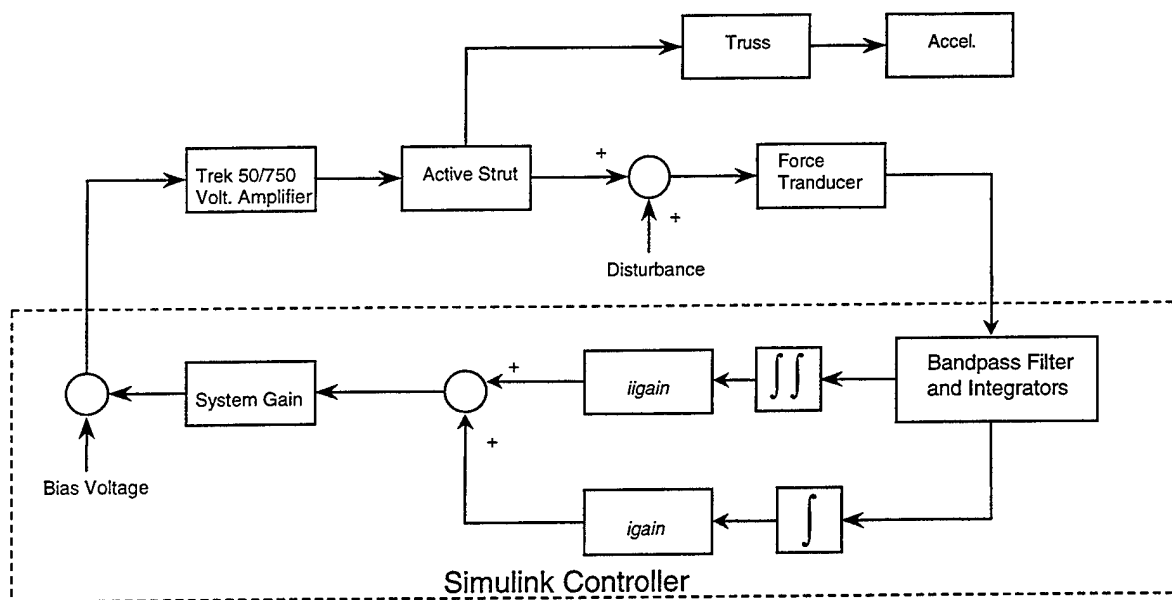 Truss
Accel.
Trek 50/750
Volt. Amplifier
Active Strut
+
Force
Tranducer
+
Disturbance
Bandpass Filter
and Integrators
∫∫
iigain
+
System Gain
+
Bias Voltage
∫
igain
Simulink Controller